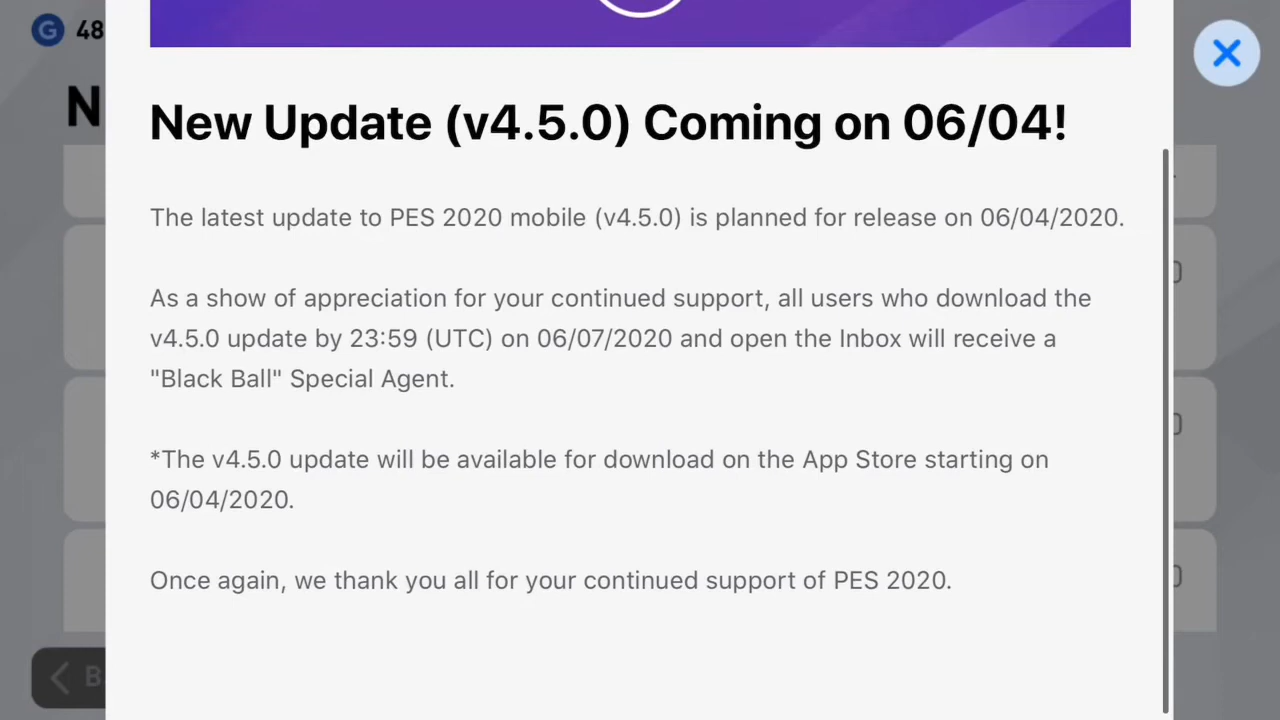 48
N
New Update (v4.5.0) Coming on 06/04!
The latest update to PES 2020 mobile (v4.5.0) is planned for release on 06/04/2020.
As a show of appreciation for your continued support, all users who download the
v4.5.0 update by 23:59 (UTC) on 06/07/2020 and open the Inbox will receive a
"Black Ball" Special Agent.
*The v4.5.0 update will be available for download on the App Store starting on
06/04/2020.
Once again, we thank you all for your continued support of PES 2020.